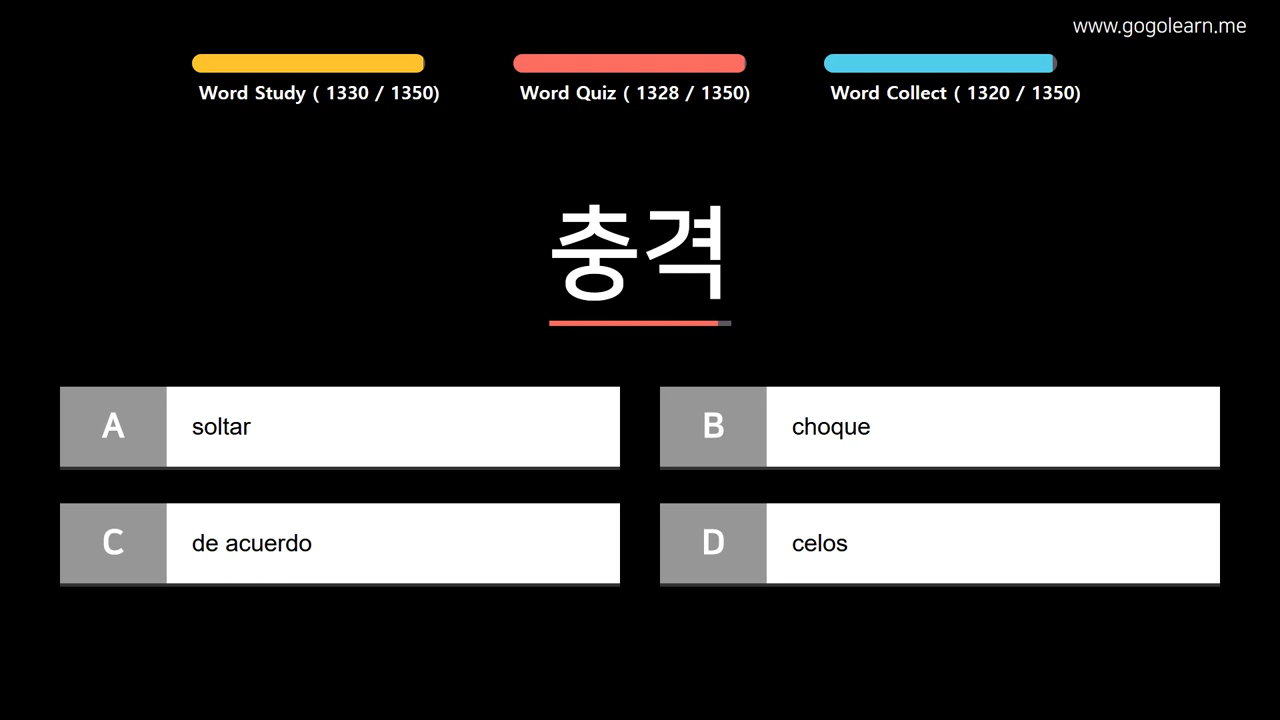 www.gogolearn.me
Word Study ( 1330 / 1350)
Word Quiz ( 1328 / 1350)
Word Collect ( 1320 / 1350)
충격
A soltar
B choque
C de acuerdo
D celos